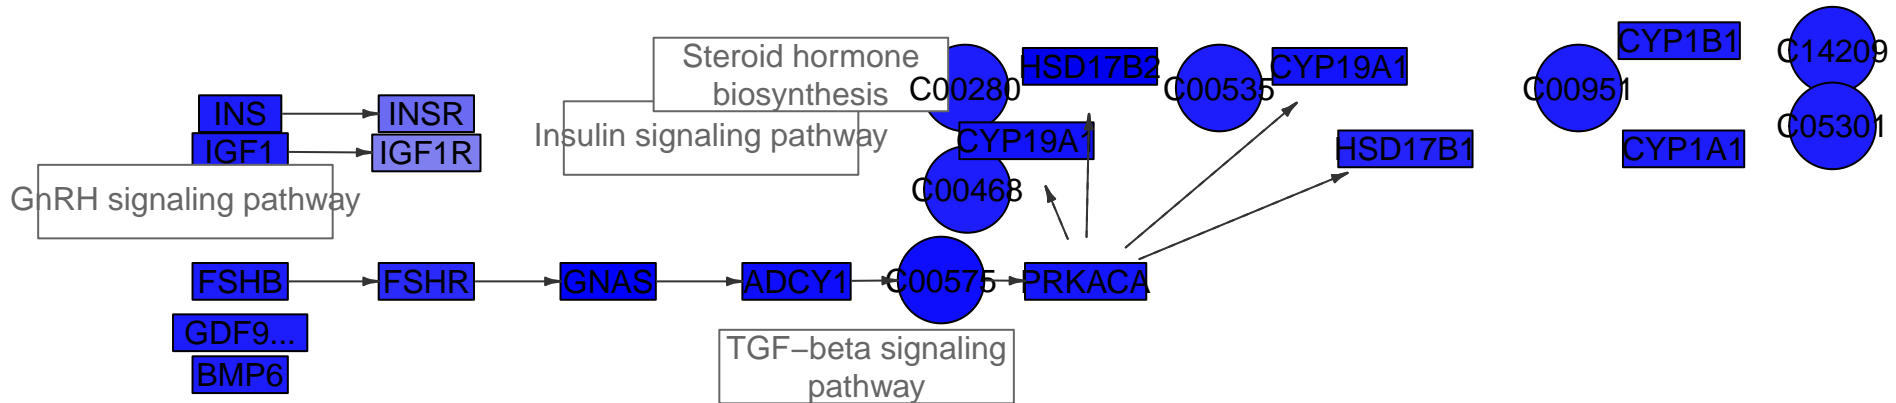 Steroid hormone
biosynthesis
C00280
HSD17B2
C00535
CYP19A1
C00951
CYP1B1
C14209
INS
INSR
Insulin signaling pathway
CYP19A1
HSD17B1
CYP1A1
C05301
IGF1
IGF1R
GnRH signaling pathway
C00468
FSHB
FSHR
GNAS
ADCY1
C00575
PRKACA
GDF9...
BMP6
TGF−beta signaling
pathway